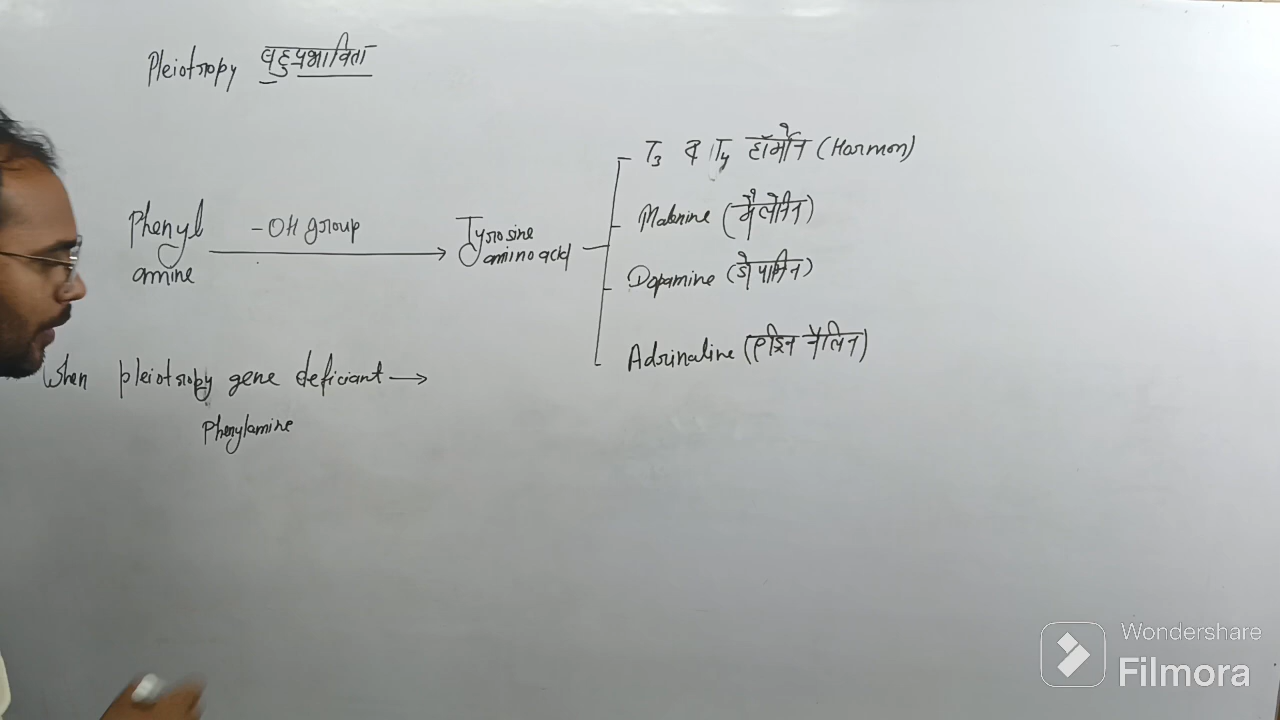 Pleiotropy बहुप्रभाविता
T3 व T4 हॉर्मोन (Harmon)
Phenyl amine
-OH group
Tyrosine amino acid
Malenine (मैलेनिन)
Dopamine (डोपामिन)
Adrinaline (एड्रिन नैलिन)
When pleiotropy gene deficiant →
Phenylamine
Wondershare
Filmora